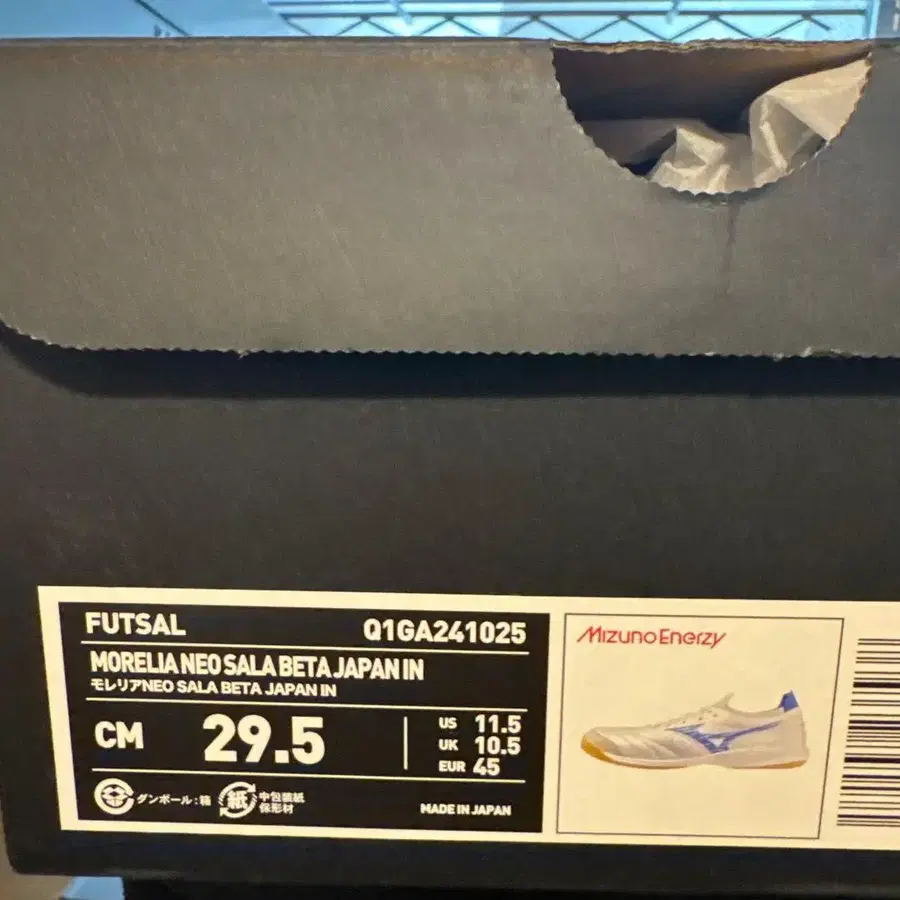 FUTSAL
Q1GA241025
MORELIA NEO SALA BETA JAPAN IN
モレリアNEO SALA BETA JAPAN IN
CM 29.5
US 11.5
UK 10.5
EUR 45
ダンボール:箱
紙
中包装紙
保形材
MADE IN JAPAN
MIZUNO ENERZY